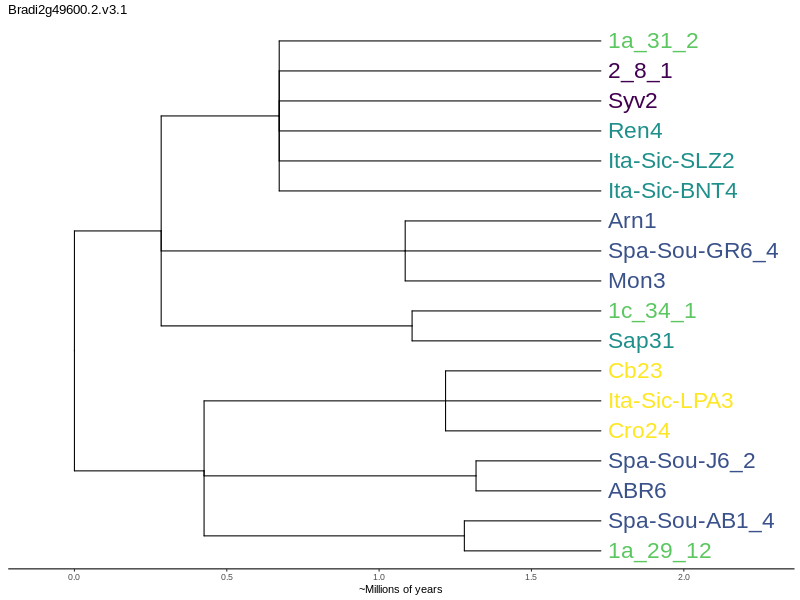 Bradi2g49600.2.v3.1
1a_31_2
2_8_1
Syv2
Ren4
Ita-Sic-SLZ2
Ita-Sic-BNT4
Arn1
Spa-Sou-GR6_4
Mon3
1c_34_1
Sap31
Cb23
Ita-Sic-LPA3
Cro24
Spa-Sou-J6_2
ABR6
Spa-Sou-AB1_4
1a_29_12
0.0 0.5 1.0 1.5 2.0
~Millions of years